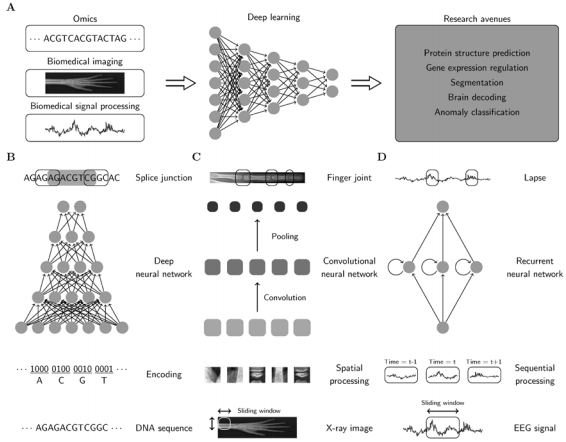 A
Omics
Deep learning
Research avenues
··· ACGTCACGTACTAG ···
Biomedical imaging
Biomedical signal processing
Protein structure prediction
Gene expression regulation
Segmentation
Brain decoding
Anomaly classification
B
AGAGAGACGTCGGCAC
Splice junction
Deep
neural network
··· 1000 0100 0010 0001 ···
A C G T
Encoding
··· AGAGACGTCGGC ···
DNA sequence
C
Finger joint
Pooling
Convolutional
neural network
Convolution
Spatial
processing
Sliding window
X-ray image
D
Lapse
Recurrent
neural network
Time = t-1
Time = t
Time = t+1
Sequential
processing
Sliding window
EEG signal